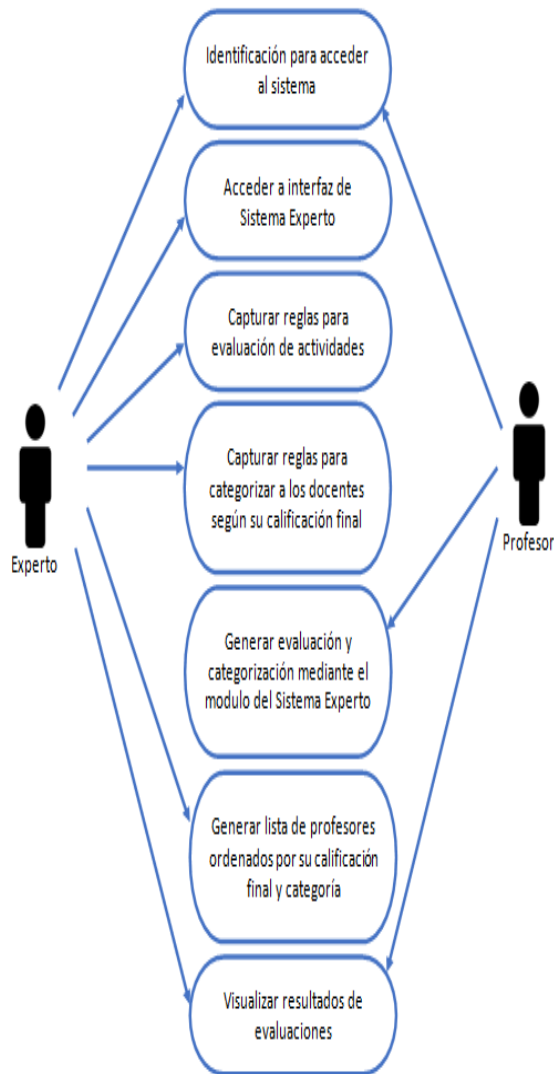 Identificación para acceder
al sistema
Acceder a interfaz de
Sistema Experto
Capturar reglas para
evaluación de actividades
Capturar reglas para
categorizar a los docentes
según su calificación final
Experto
Profesor
Generar evaluación y
categorización mediante el
modulo del Sistema Experto
Generar lista de profesores
ordenados por su calificación
final y categoría
Visualizar resultados de
evaluaciones